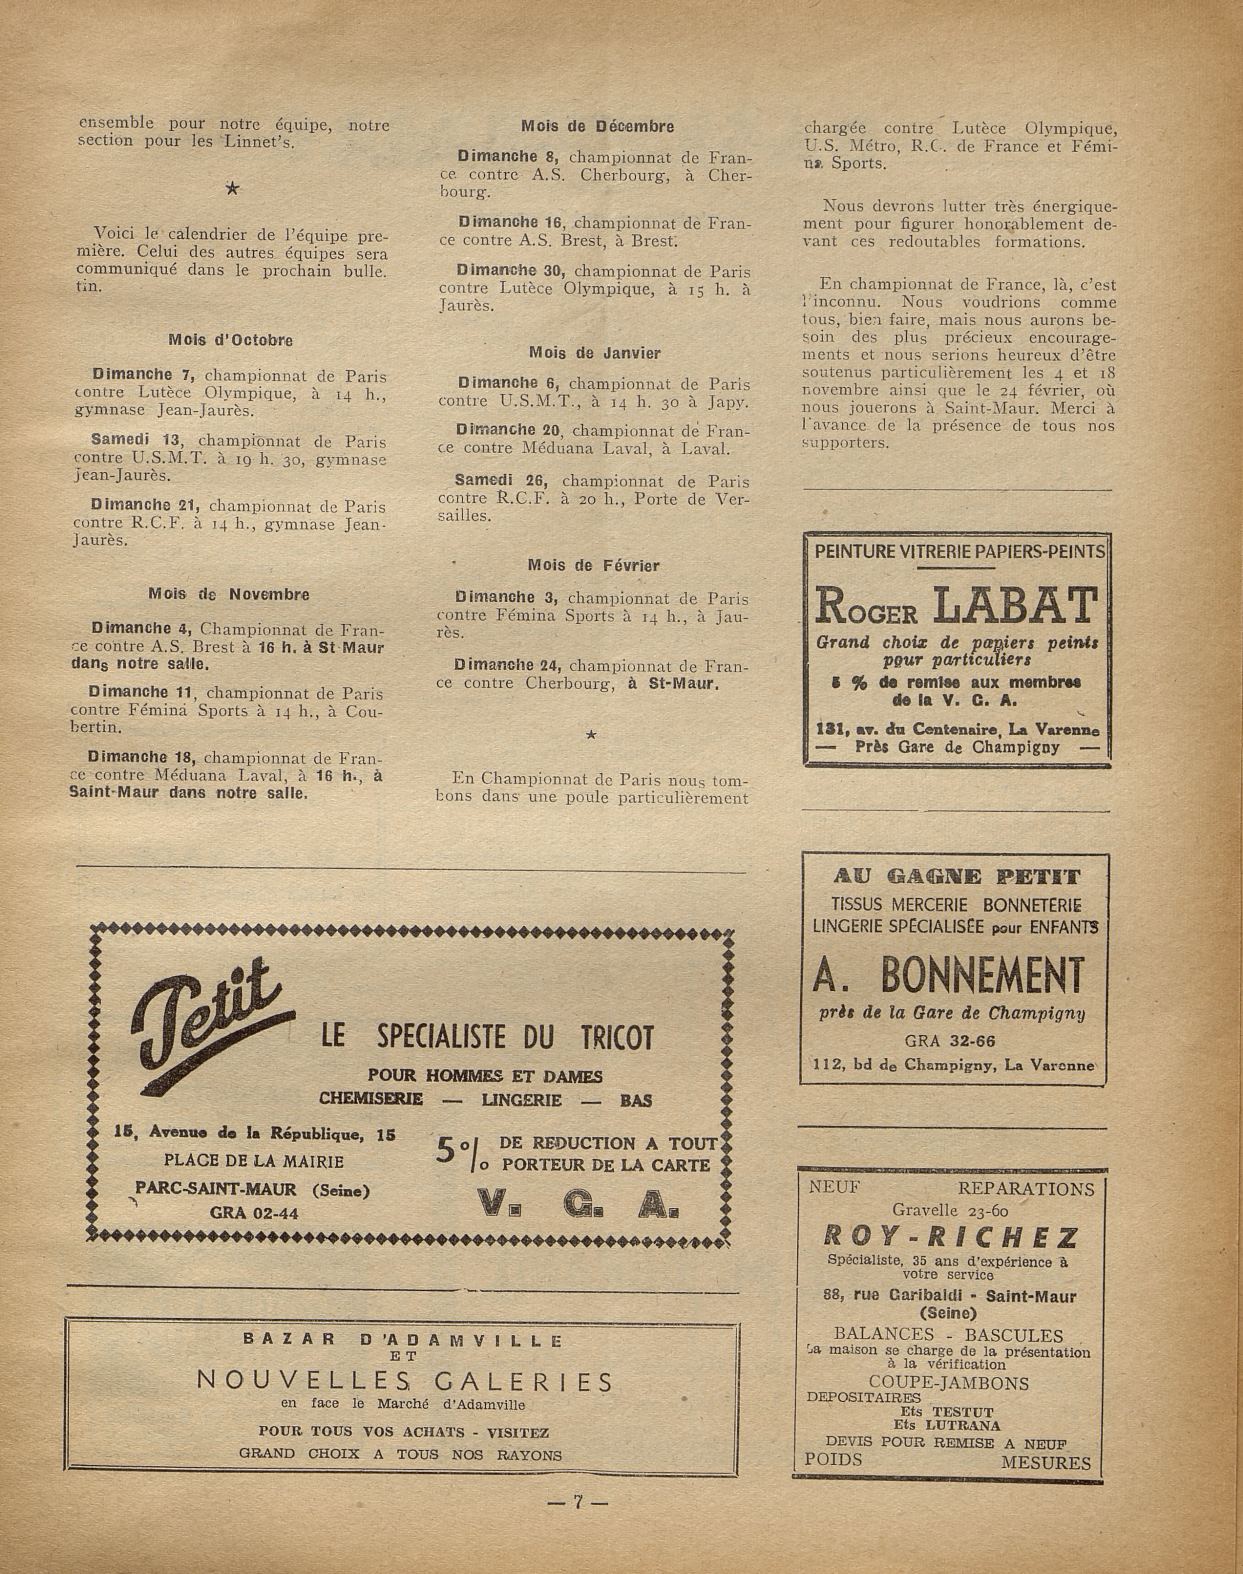 ensemble pour notre équipe, notre
section pour les Linnet's.
★
Voici le calendrier de l'équipe pre-
mière. Celui des autres équipes sera
communiqué dans le prochain bulle.
tin.
Mois d'Octobre
Dimanche 7, championnat de Paris
contre Lutèce Olympique, à 14 h.,
gymnase Jean-Jaurès.
Samedi 13, championnat de Paris
contre U.S.M.T. à 19 h. 30, gymnase
Jean-Jaurès.
Dimanche 21, championnat de Paris
contre R.C.F. à 14 h., gymnase Jean-
Jaurès.
Mois de Novembre
Dimanche 4, Championnat de Fran-
ce contre A.S. Brest à 16 h. à St Maur
dans notre salle.
Dimanche 11, championnat de Paris
contre Fémina Sports à 14 h., à Cou-
bertin.
Dimanche 18, championnat de Fran-
ce contre Méduana Laval, à 16 h., à
Saint-Maur dans notre salle.
Mois de Décembre
Dimanche 8, championnat de Fran-
ce contre A.S. Cherbourg, à Cher-
bourg.
Dimanche 16, championnat de Fran-
ce contre A.S. Brest, à Brest.
Dimanche 30, championnat de Paris
contre Lutèce Olympique, à 15 h. à
Jaurès.
Mois de Janvier
Dimanche 6, championnat de Paris
contre U.S.M.T., à 14 h. 30 à Japy.
Dimanche 20, championnat de Fran-
ce contre Méduana Laval, à Laval.
Samedi 26, championnat de Paris
contre R.C.F. à 20 h., Porte de Ver-
sailles.
Mois de Février
Dimanche 3, championnat de Paris
contre Fémina Sports à 14 h., à Jau-
rès.
Dimanche 24, championnat de Fran-
ce contre Cherbourg, à St-Maur.
★
En Championnat de Paris nous tom-
bons dans une poule particulièrement
chargée contre Lutèce Olympique,
U.S. Métro, R.C. de France et Fémi-
na Sports.
Nous devrons lutter très énergique-
ment pour figurer honorablement de-
vant ces redoutables formations.
En championnat de France, là, c'est
l'inconnu. Nous voudrions comme
tous, bien faire, mais nous aurons be-
soin des plus précieux encourage-
ments et nous serions heureux d'être
soutenus particulièrement les 4 et 18
novembre ainsi que le 24 février, où
nous jouerons à Saint-Maur. Merci à
l'avance de la présence de tous nos
supporters.
PEINTURE VITRERIE PAPIERS-PEINTS
ROGER LABAT
Grand choix de papiers peints
pour particuliers
5 % de remise aux membres
de la V. G. A.
131, av. du Centenaire, La Varenne
— Près Gare de Champigny —
AU GAGNE PETIT
TISSUS MERCERIE BONNETERIE
LINGERIE SPÉCIALISÉE pour ENFANTS
A. BONNEMENT
près de la Gare de Champigny
GRA 32-66
112, bd de Champigny, La Varenne
NEUF REPARATIONS
Gravelle 23-60
ROY-RICHEZ
Spécialiste, 35 ans d'expérience à
votre service
88, rue Garibaldi - Saint-Maur
(Seine)
BALANCES - BASCULES
La maison se charge de la présentation
à la vérification
COUPE-JAMBONS
DEPOSITAIRES
Ets TESTUT
Ets LUTRANA
DEVIS POUR REMISE A NEUF
POIDS MESURES
Petit
LE SPECIALISTE DU TRICOT
POUR HOMMES ET DAMES
CHEMISERIE — LINGERIE — BAS
15, Avenue de la République, 15
PLACE DE LA MAIRIE
PARC-SAINT-MAUR (Seine)
GRA 02-44
5% DE REDUCTION A TOUT
PORTEUR DE LA CARTE
V. G. A.
BAZAR D'ADAMVILLE
ET
NOUVELLES GALERIES
en face le Marché d'Adamville
POUR TOUS VOS ACHATS - VISITEZ
GRAND CHOIX A TOUS NOS RAYONS
— 7 —